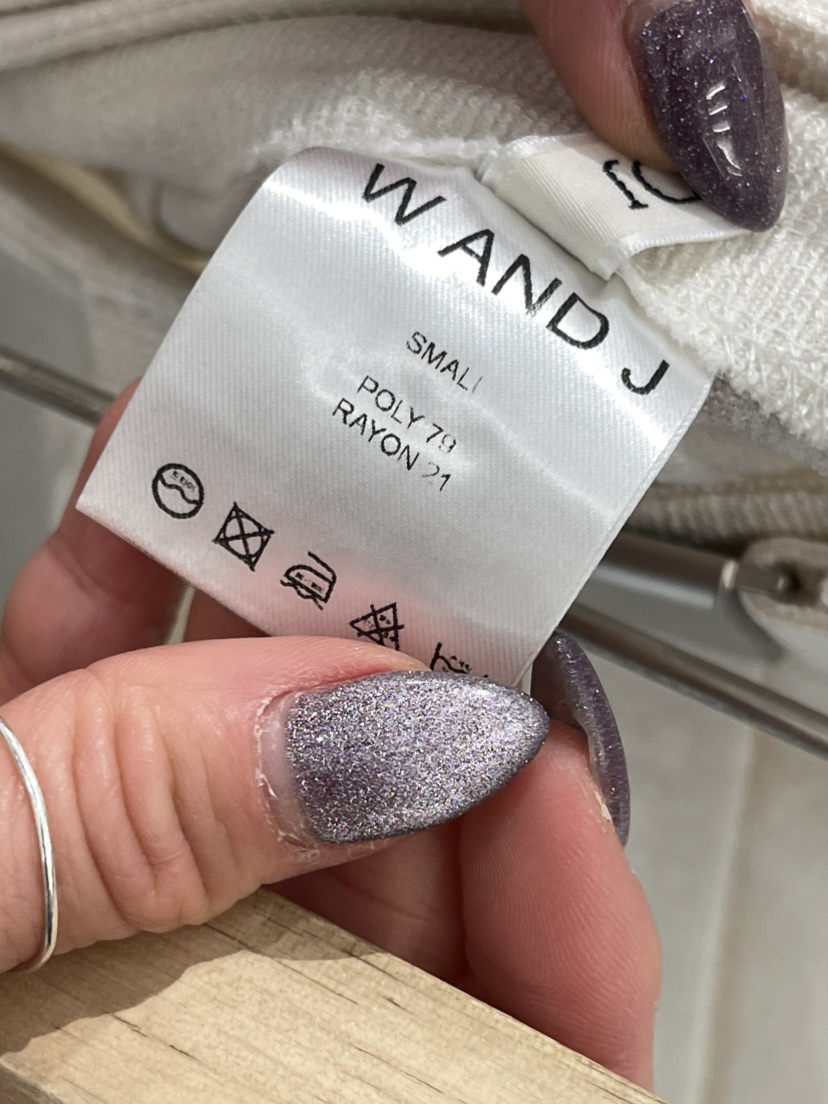 W AND J
SMALL
POLY 79
RAYON 21